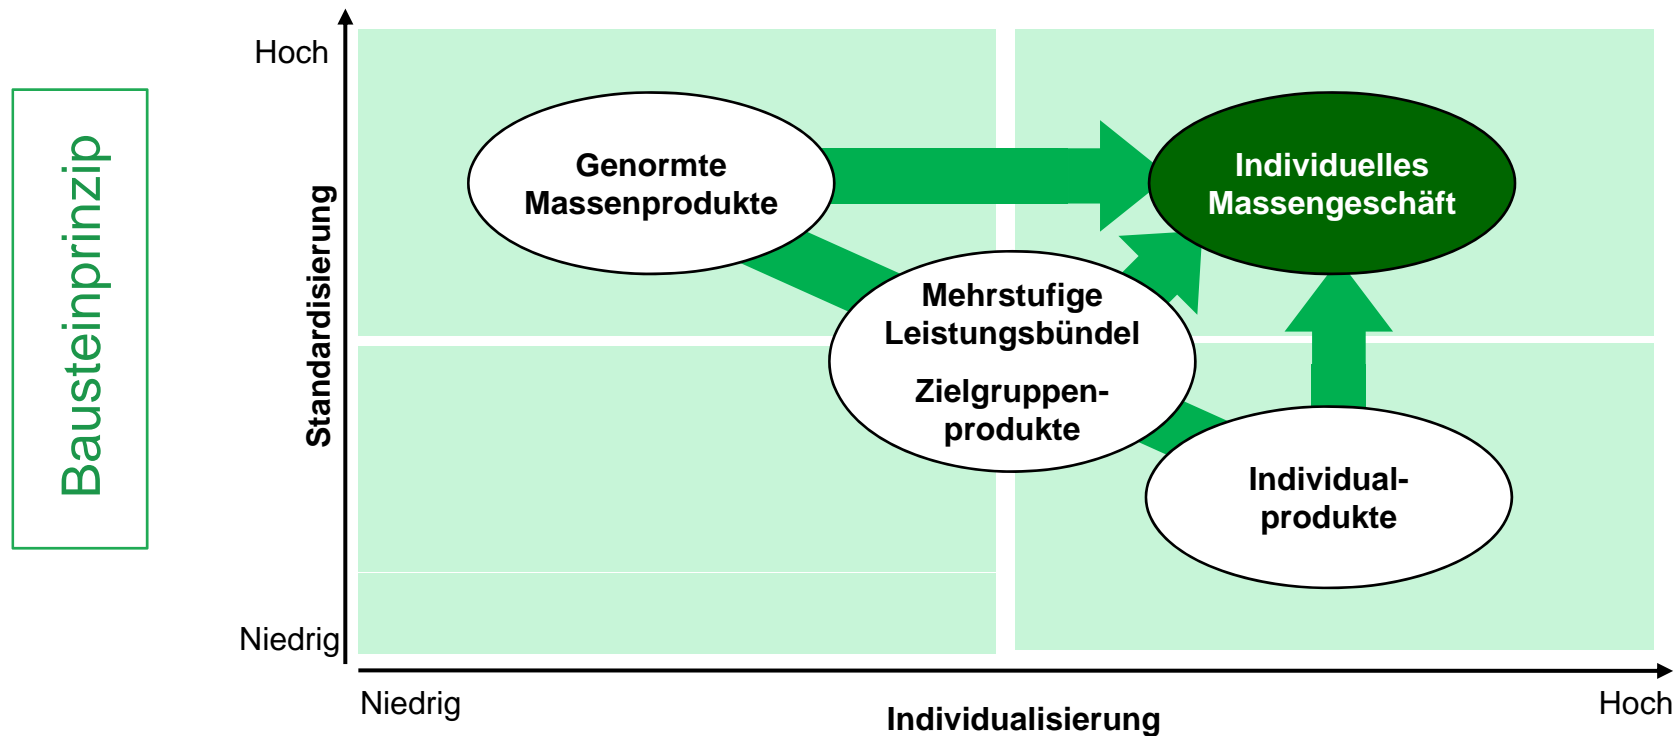 Bausteinprinzip
Hoch
Standardisierung
Niedrig
Genormte
Massenprodukte
Individuelles
Massengeschäft
Mehrstufige
Leistungsbündel
Zielgruppen-
produkte
Individual-
produkte
Niedrig
Individualisierung
Hoch